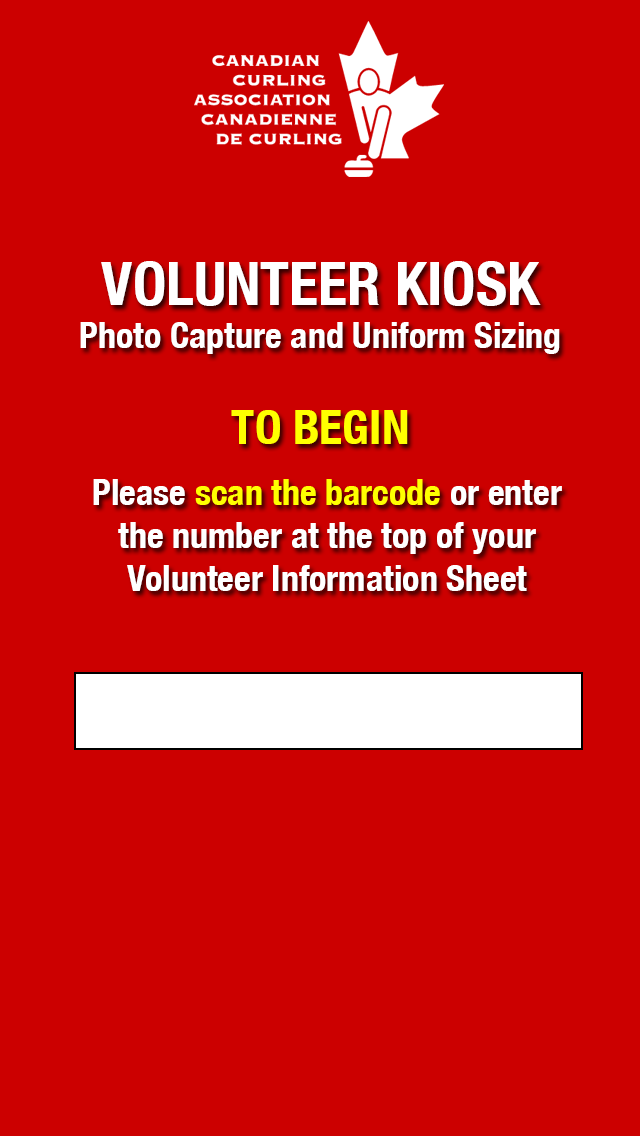 CANADIAN
CURLING
ASSOCIATION
CANADIENNE
DE CURLING
VOLUNTEER KIOSK
Photo Capture and Uniform Sizing
TO BEGIN
Please scan the barcode or enter
the number at the top of your
Volunteer Information Sheet